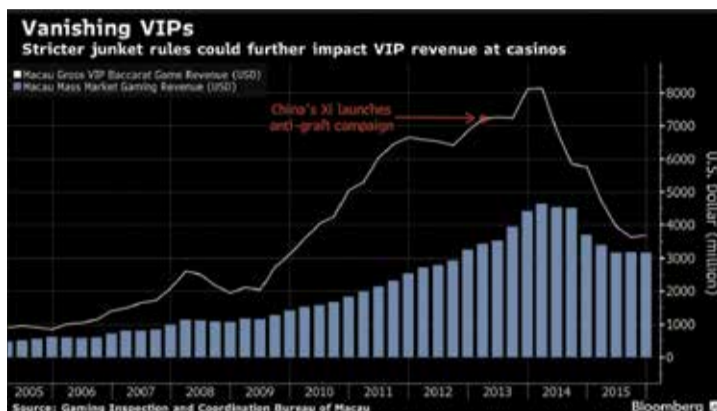 Vanishing VIPs
Stricter junket rules could further impact VIP revenue at casinos
Macau Gross VIP Baccarat Game Revenue (USD)
Macau Mass Market Gaming Revenue (USD)
China's Xi launches
anti-graft campaign
8000
7000
6000
5000
4000
3000
2000
1000
0
U.S. Dollar (million)
2005 2006 2007 2008 2009 2010 2011 2012 2013 2014 2015
Source: Gaming Inspection and Coordination Bureau of Macau
Bloomberg